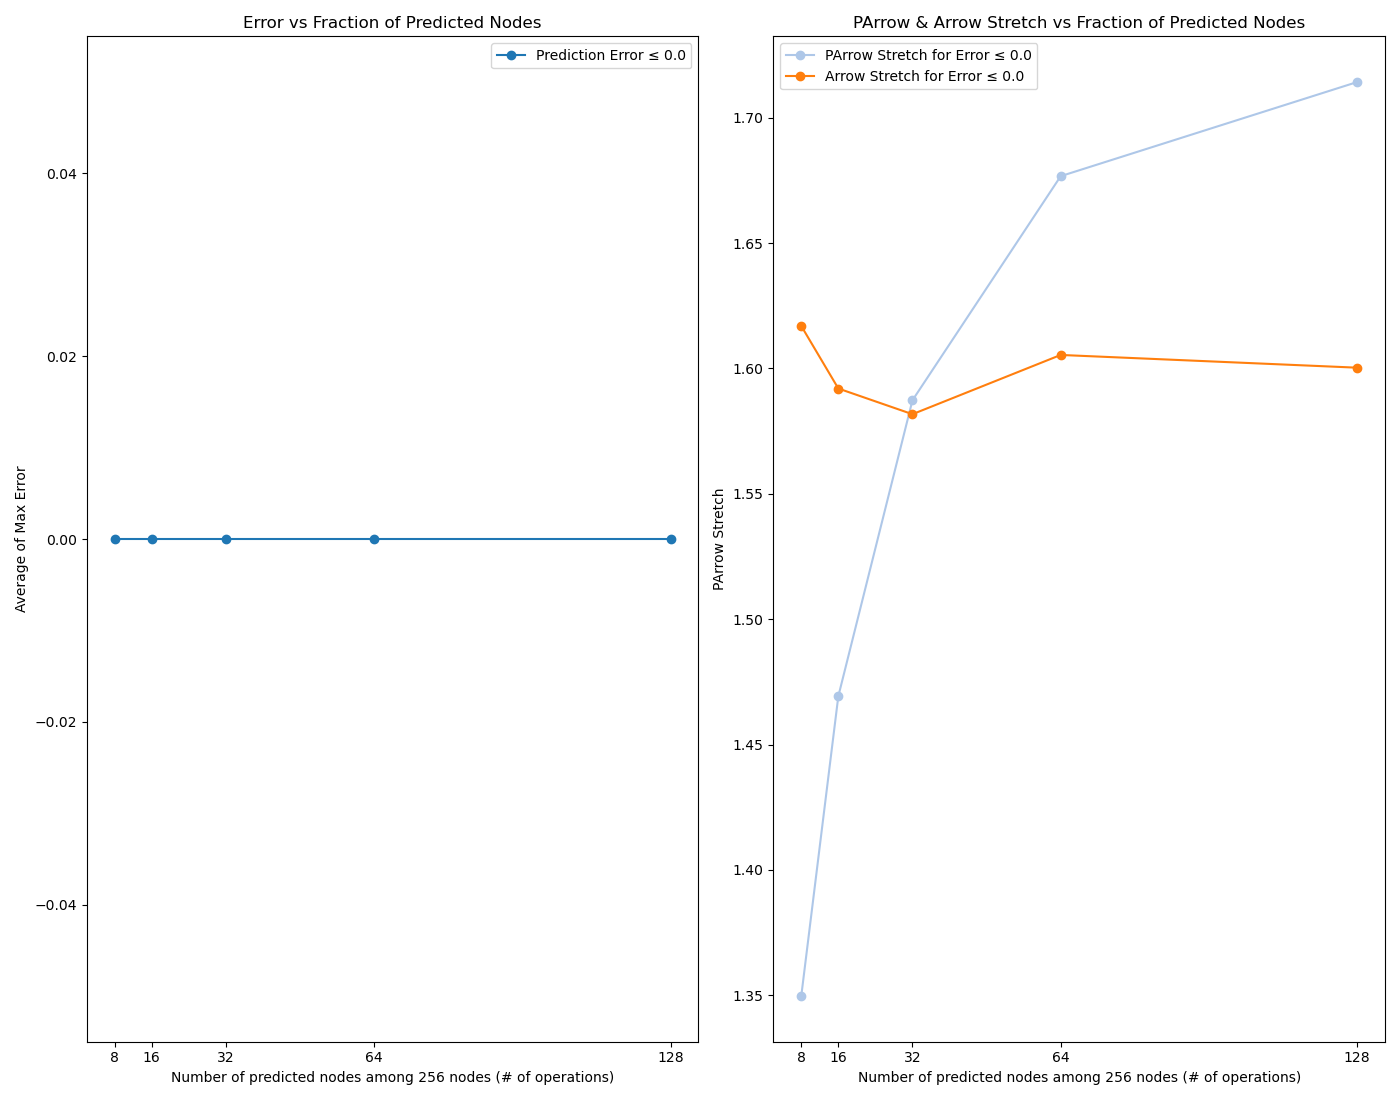 Error vs Fraction of Predicted Nodes
Prediction Error ≤ 0.0
0.04
0.02
0.00
−0.02
−0.04
Average of Max Error
8 16 32 64 128
Number of predicted nodes among 256 nodes (# of operations)
PArrow & Arrow Stretch vs Fraction of Predicted Nodes
PArrow Stretch for Error ≤ 0.0
Arrow Stretch for Error ≤ 0.0
1.70
1.65
1.60
1.55
1.50
1.45
1.40
1.35
PArrow Stretch
8 16 32 64 128
Number of predicted nodes among 256 nodes (# of operations)